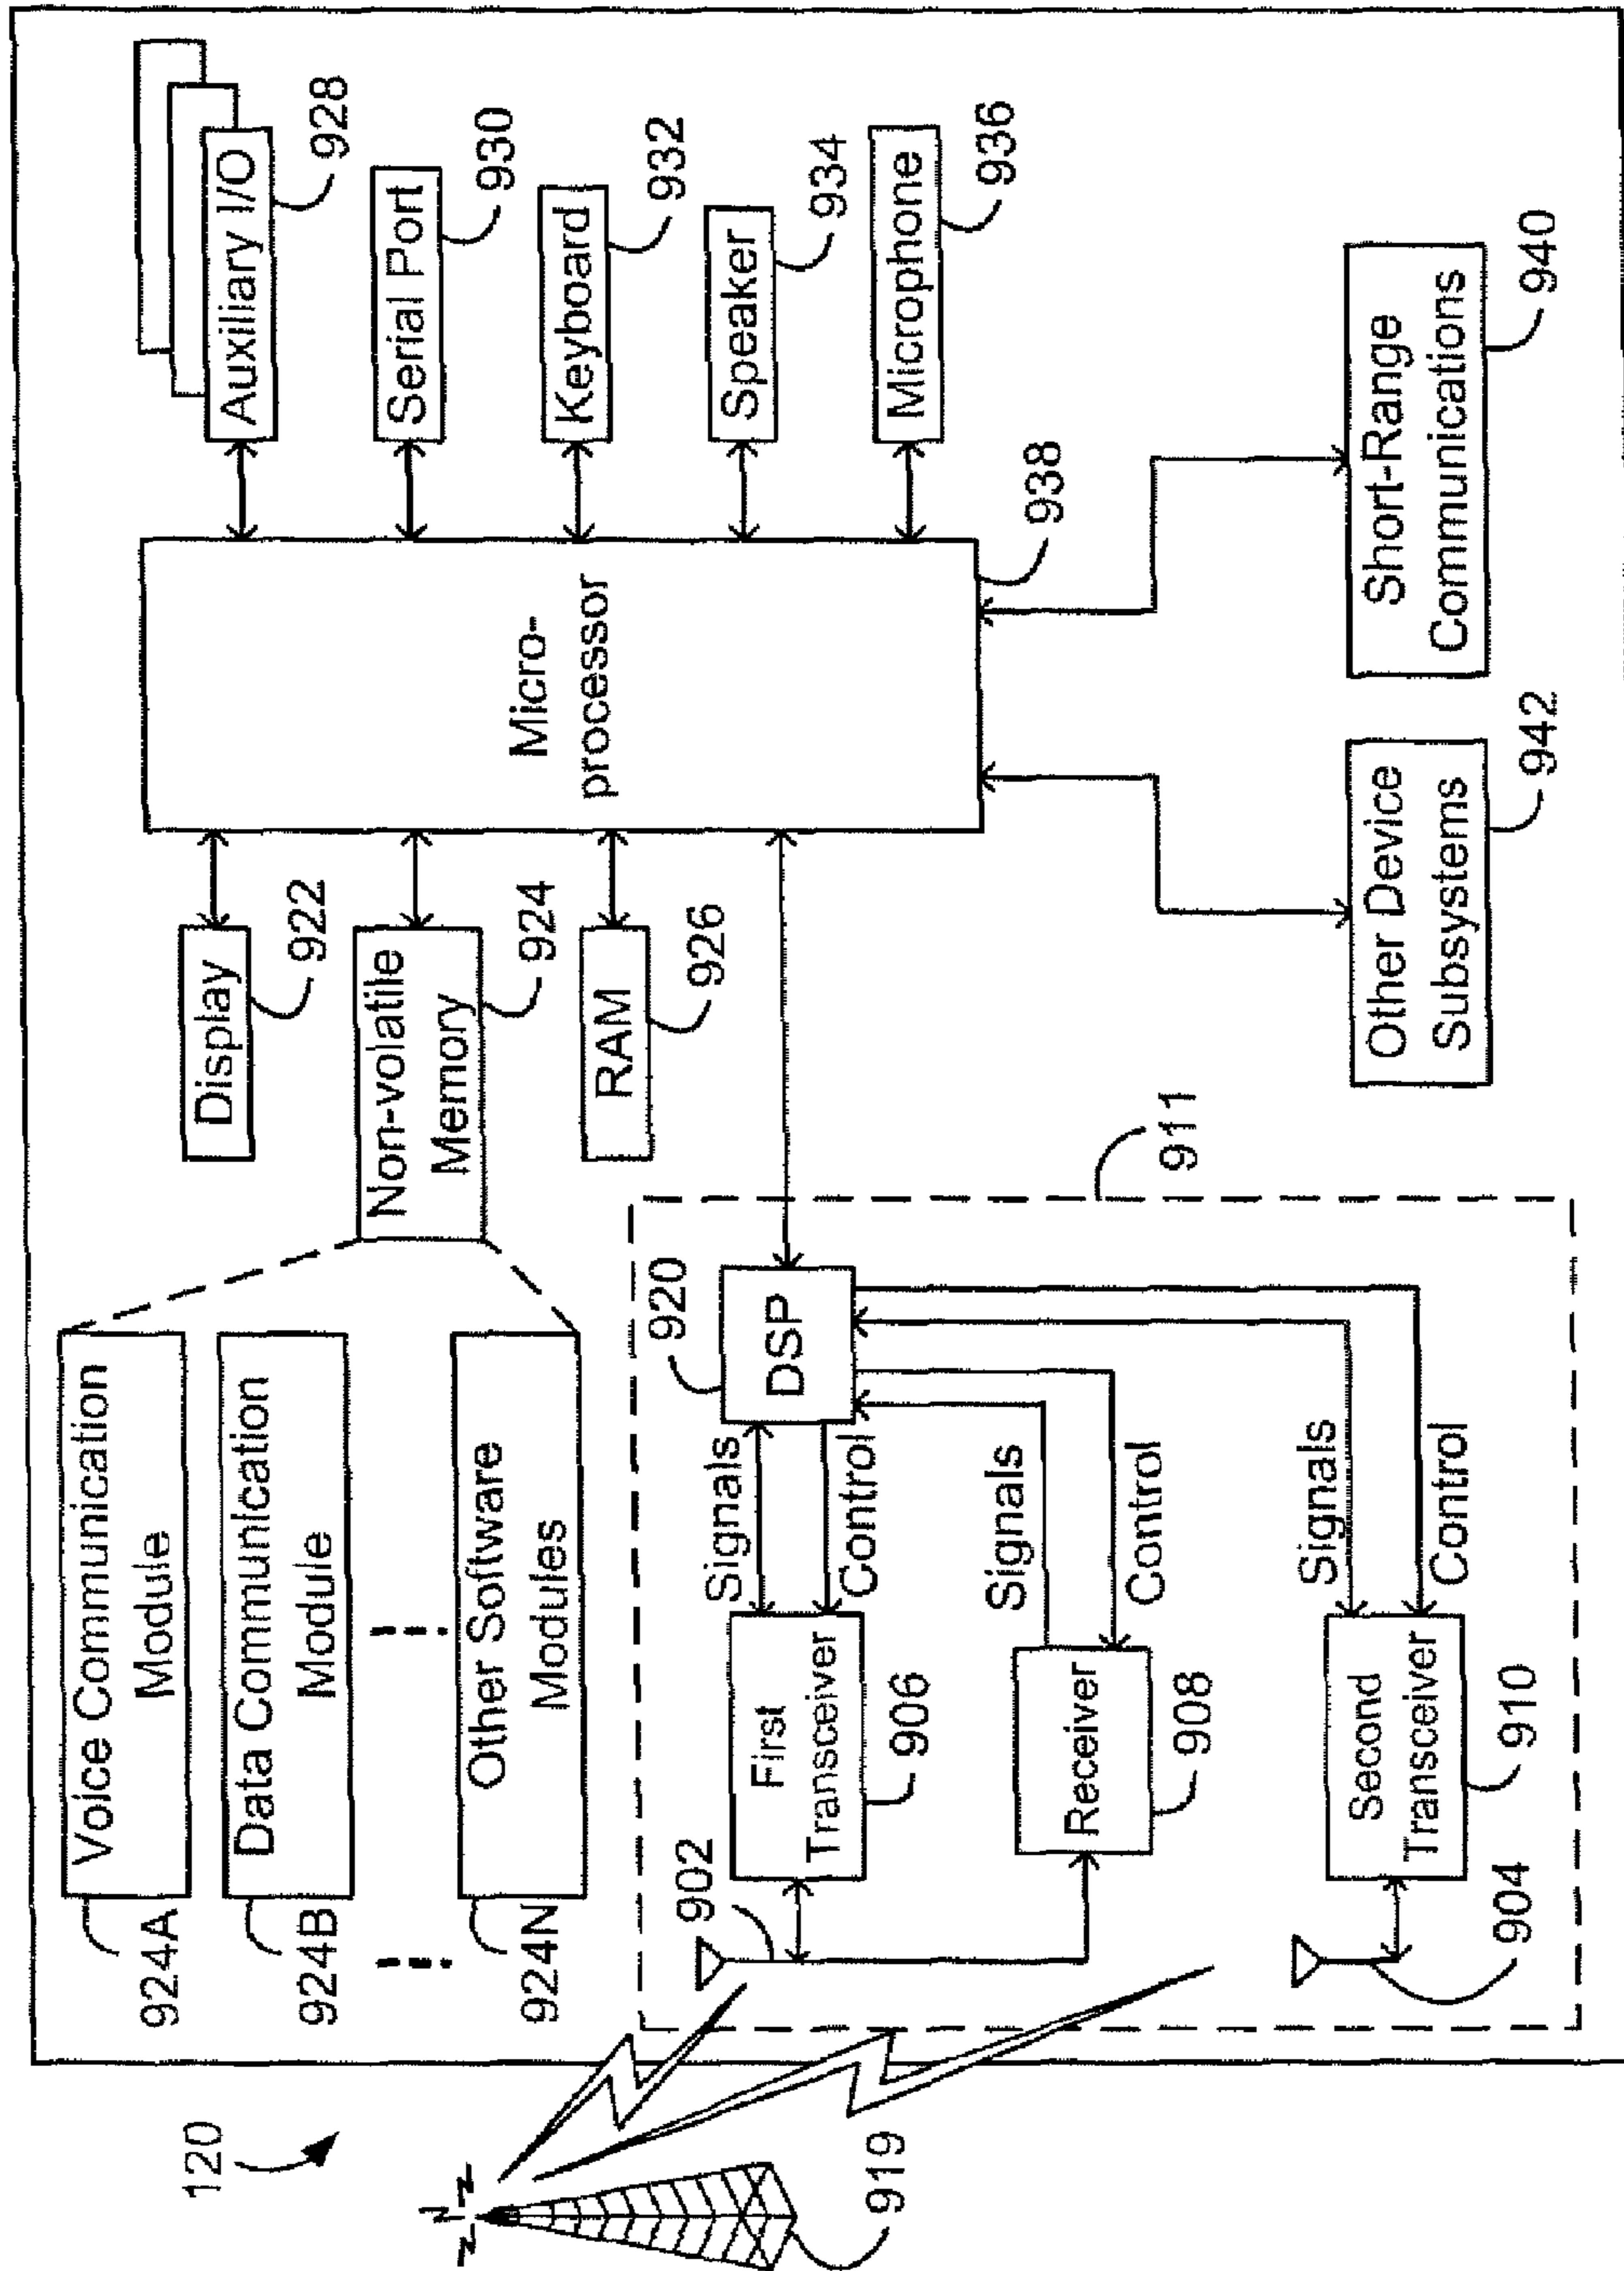 120
919
924A
Voice Communication
Module
924B
Data Communication
Module
924N
Other Software
Modules
Display
922
Non-volatile
Memory
924
RAM
926
Micro-
processor
938
Auxiliary I/O
928
Serial Port
930
Keyboard
932
Speaker
934
Microphone
936
911
920
DSP
902
First
Transceiver
906
Signals
Control
Receiver
908
Signals
Control
904
Second
Transceiver
910
Signals
Control
Other Device
Subsystems
942
Short-Range
Communications
940